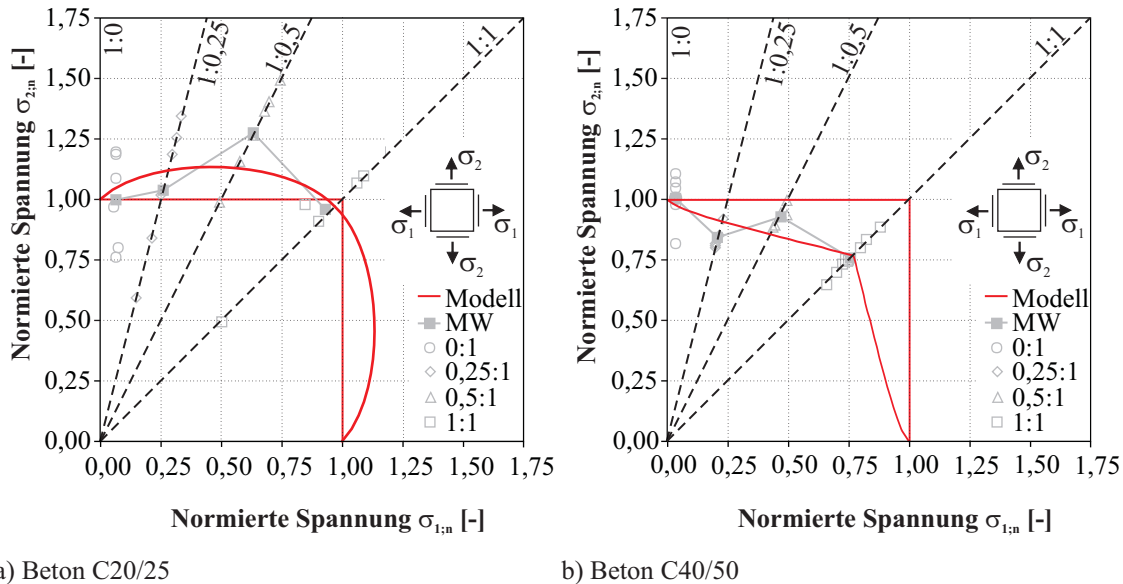 Normierte Spannung σ2;n [-]
1,75
1,50
1,25
1,00
0,75
0,50
0,25
0,00
1:0
1:0,25
1:0,5
1:1
σ2
σ1
σ1
σ2
Modell
MW
0:1
0,25:1
0,5:1
1:1
0,00 0,25 0,50 0,75 1,00 1,25 1,50 1,75
Normierte Spannung σ1;n [-]
a) Beton C20/25
Normierte Spannung σ2;n [-]
1,75
1,50
1,25
1,00
0,75
0,50
0,25
0,00
1:0
1:0,25
1:0,5
1:1
σ2
σ1
σ1
σ2
Modell
MW
0:1
0,25:1
0,5:1
1:1
0,00 0,25 0,50 0,75 1,00 1,25 1,50 1,75
Normierte Spannung σ1;n [-]
b) Beton C40/50